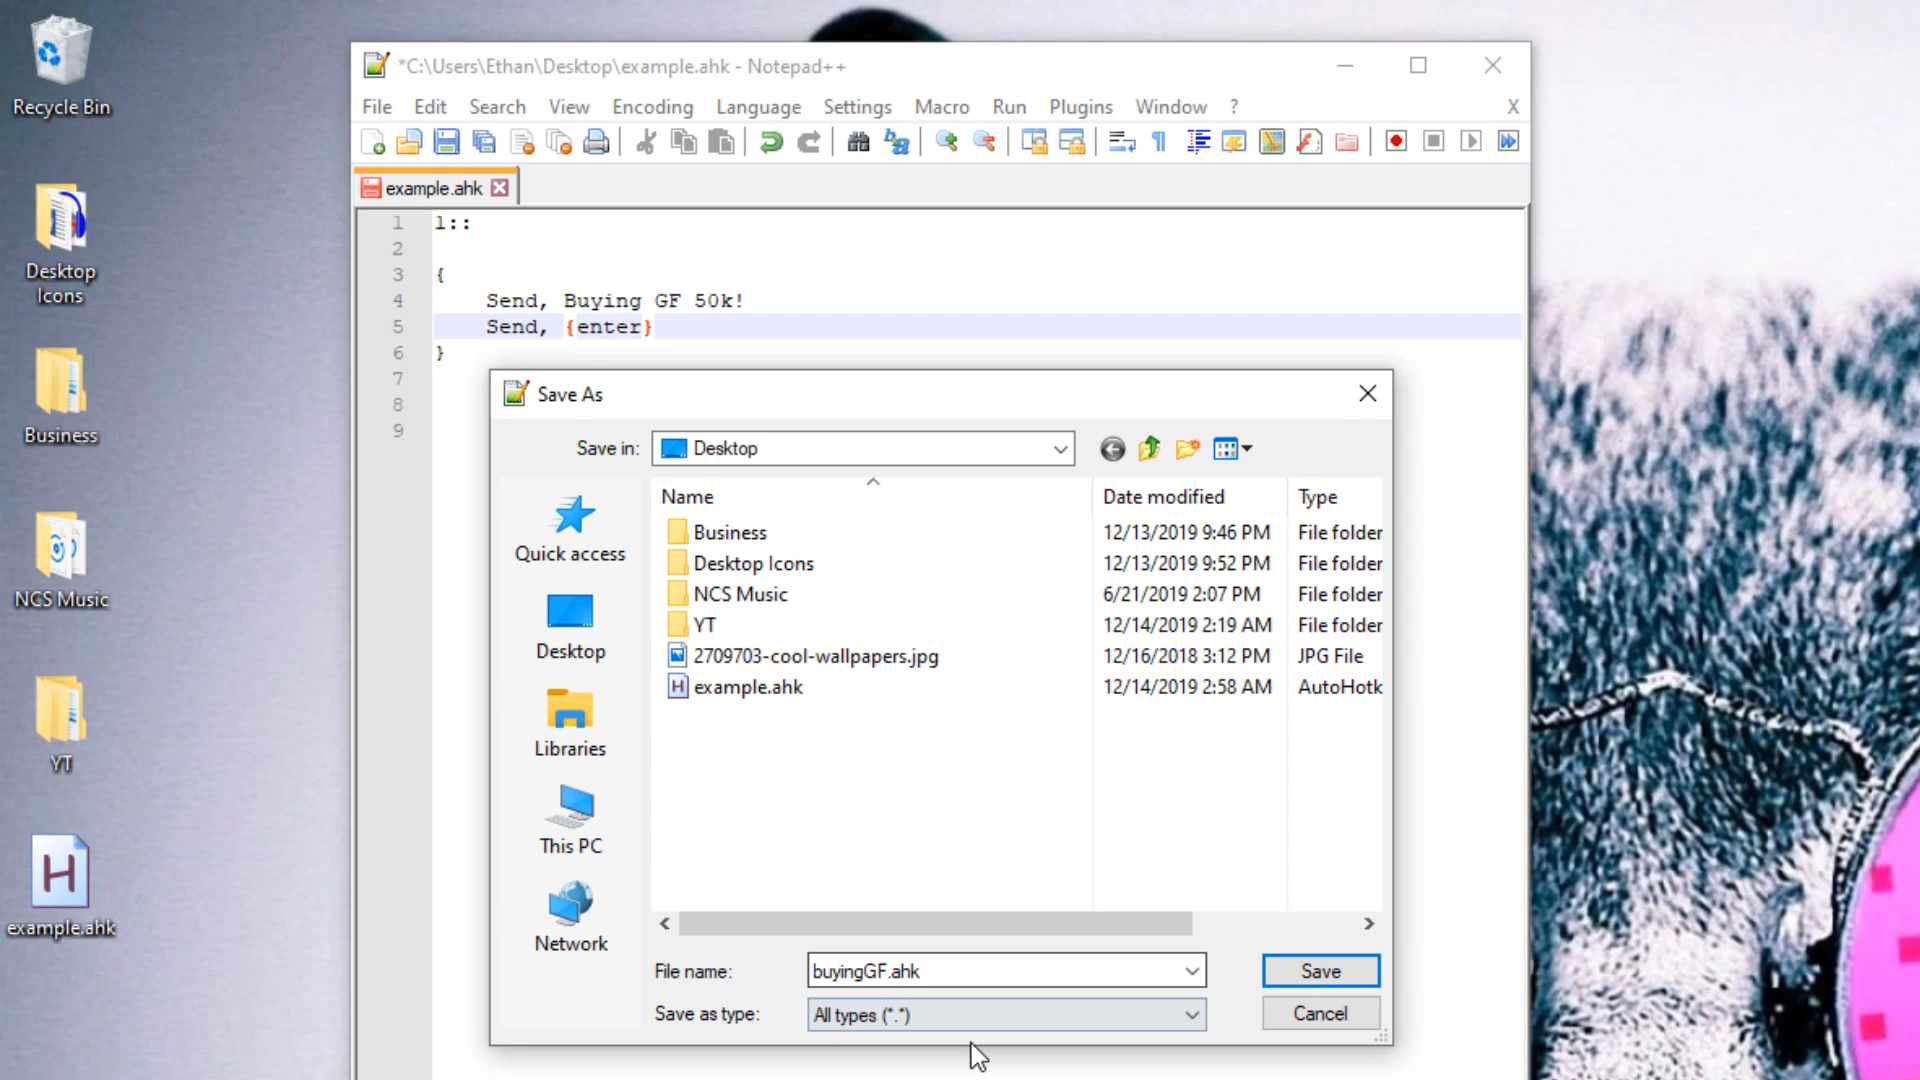 Recycle Bin
Desktop
Icons
Business
NCS Music
YT
H
example.ahk
*C:\Users\Ethan\Desktop\example.ahk - Notepad++
File Edit Search View Encoding Language Settings Macro Run Plugins Window ? X
example.ahk
1 1::
2
3 {
4 Send, Buying GF 50k!
5 Send, {enter}
6 }
7
8
9
Save As
Save in: Desktop
Quick access
Desktop
Libraries
This PC
Network
Name Date modified Type
Business 12/13/2019 9:46 PM File folder
Desktop Icons 12/13/2019 9:52 PM File folder
NCS Music 6/21/2019 2:07 PM File folder
YT 12/14/2019 2:19 AM File folder
2709703-cool-wallpapers.jpg 12/16/2018 3:12 PM JPG File
H example.ahk 12/14/2019 2:58 AM AutoHotk
File name: buyingGF.ahk Save
Save as type: All types (*.*) Cancel